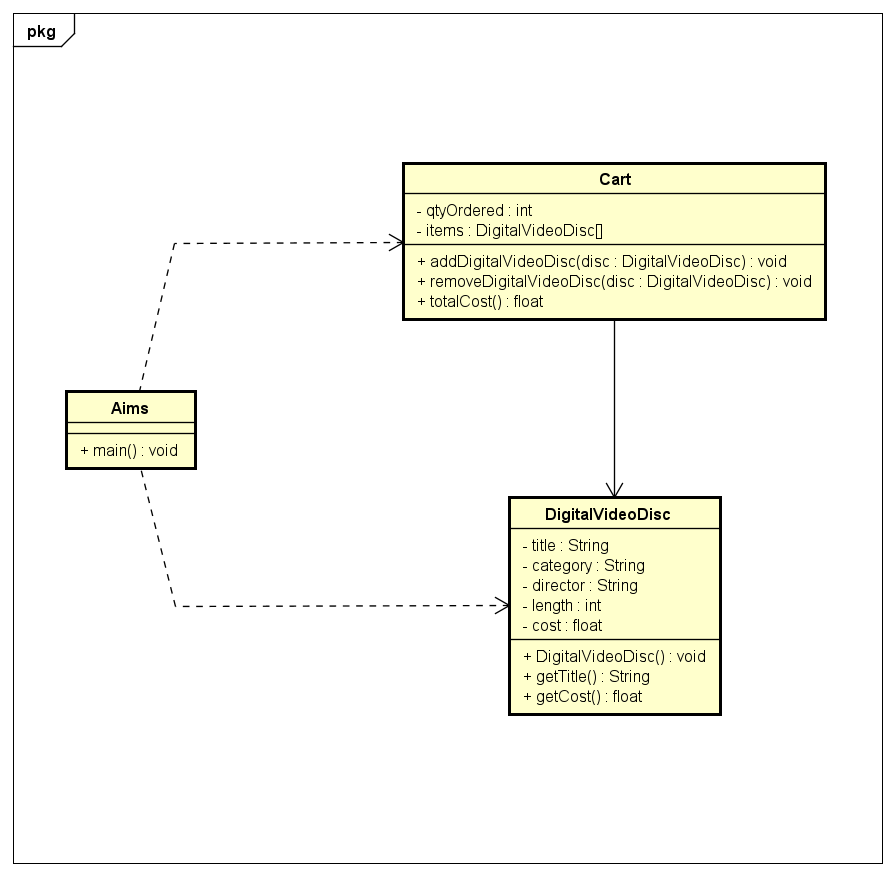 pkg
Cart
- qtyOrdered : int
- items : DigitalVideoDisc[]
+ addDigitalVideoDisc(disc : DigitalVideoDisc) : void
+ removeDigitalVideoDisc(disc : DigitalVideoDisc) : void
+ totalCost() : float
Aims
+ main() : void
DigitalVideoDisc
- title : String
- category : String
- director : String
- length : int
- cost : float
+ DigitalVideoDisc() : void
+ getTitle() : String
+ getCost() : float